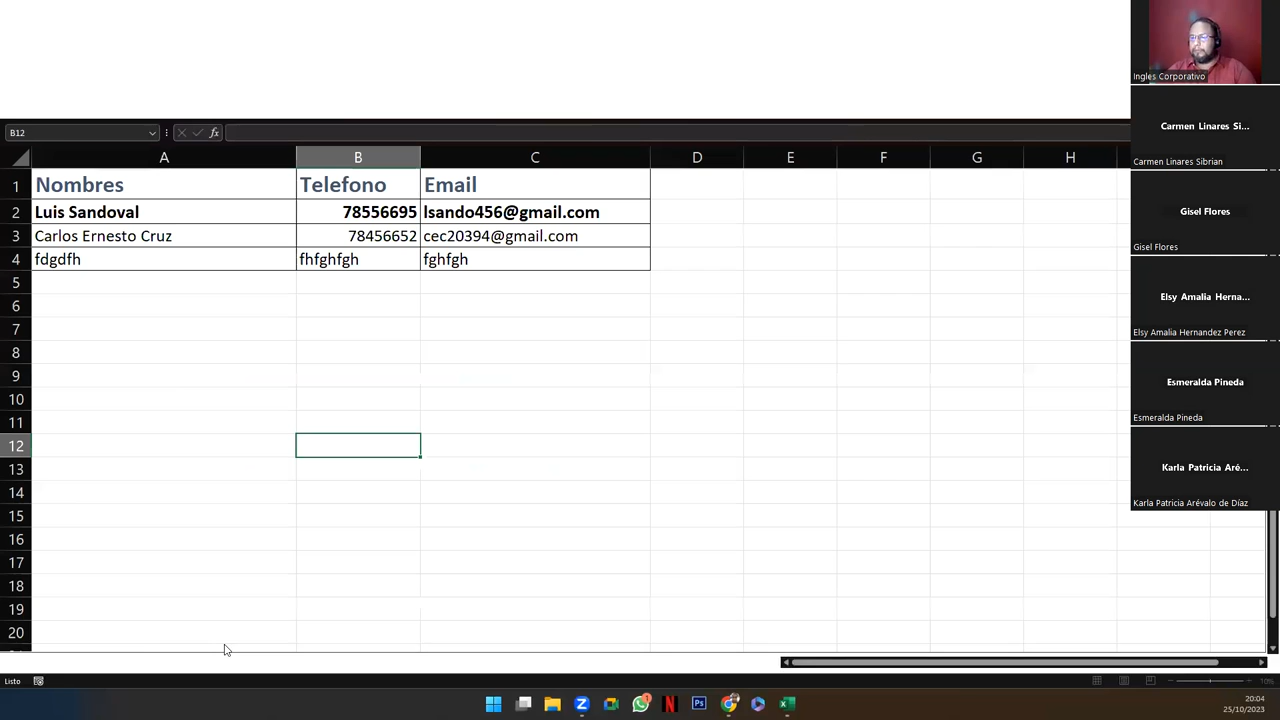 Ingles Corporativo
B12
fx
A B C D E F G H
1 Nombres Telefono Email
2 Luis Sandoval 78556695 lsando456@gmail.com
3 Carlos Ernesto Cruz 78456652 cec20394@gmail.com
4 fdgdfh fhfghfgh fghfgh
5
6
7
8
9
10
11
12
13
14
15
16
17
18
19
20
Carmen Linares Si...
Carmen Linares Sibrian
Gisel Flores
Gisel Flores
Elsy Amalia Herna...
Elsy Amalia Hernandez Perez
Esmeralda Pineda
Esmeralda Pineda
Karla Patricia Aré...
Karla Patricia Arévalo de Díaz
Listo
1
20:04
25/10/2023